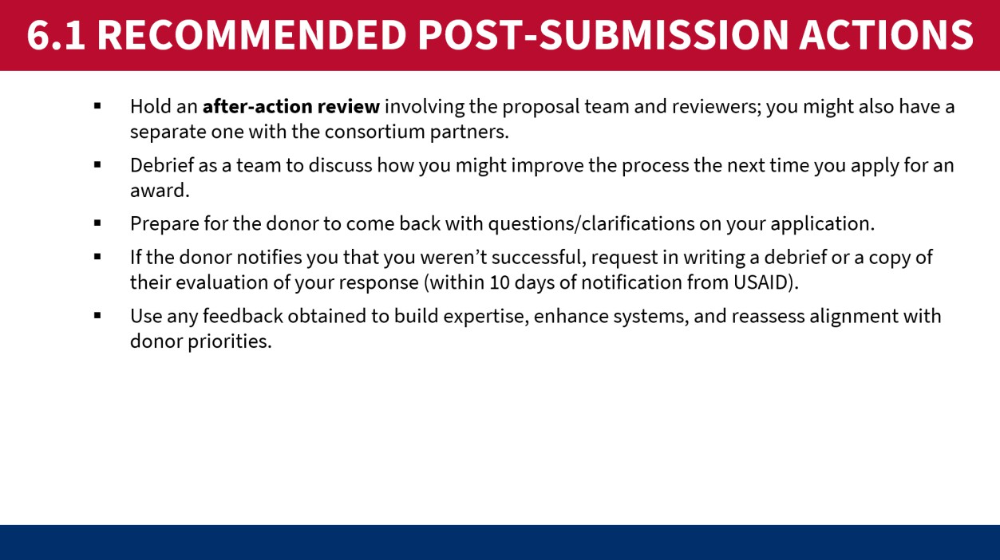 6.1 RECOMMENDED POST-SUBMISSION ACTIONS
▪ Hold an after-action review involving the proposal team and reviewers; you might also have a
separate one with the consortium partners.
▪ Debrief as a team to discuss how you might improve the process the next time you apply for an
award.
▪ Prepare for the donor to come back with questions/clarifications on your application.
▪ If the donor notifies you that you weren’t successful, request in writing a debrief or a copy of
their evaluation of your response (within 10 days of notification from USAID).
▪ Use any feedback obtained to build expertise, enhance systems, and reassess alignment with
donor priorities.